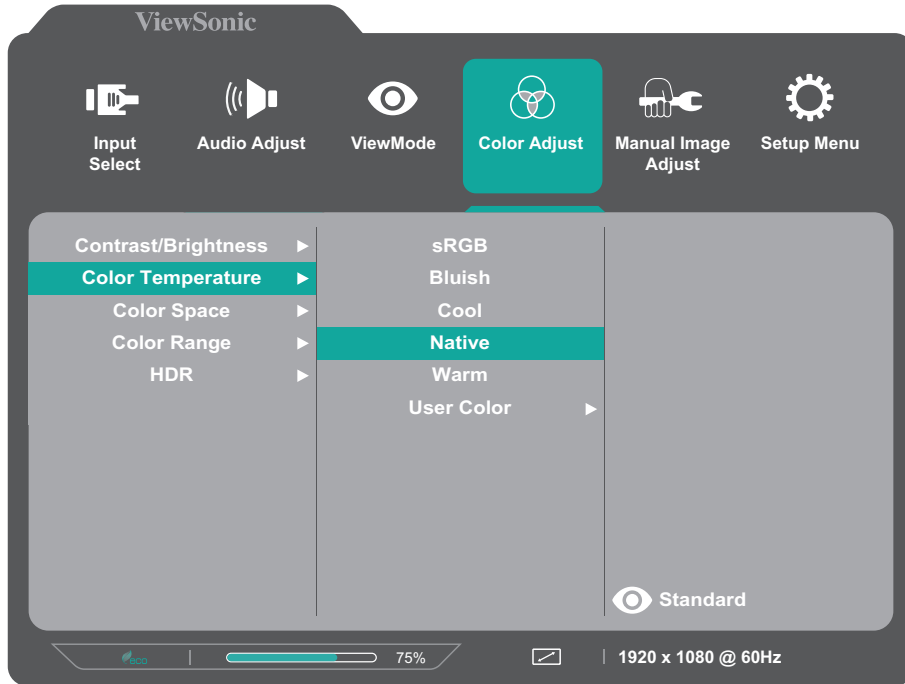 ViewSonic
Input
Select
Audio Adjust
ViewMode
Color Adjust
Manual Image
Adjust
Setup Menu
Contrast/Brightness
Color Temperature
Color Space
Color Range
HDR
sRGB
Bluish
Cool
Native
Warm
User Color
Standard
eco
75%
1920 x 1080 @ 60Hz